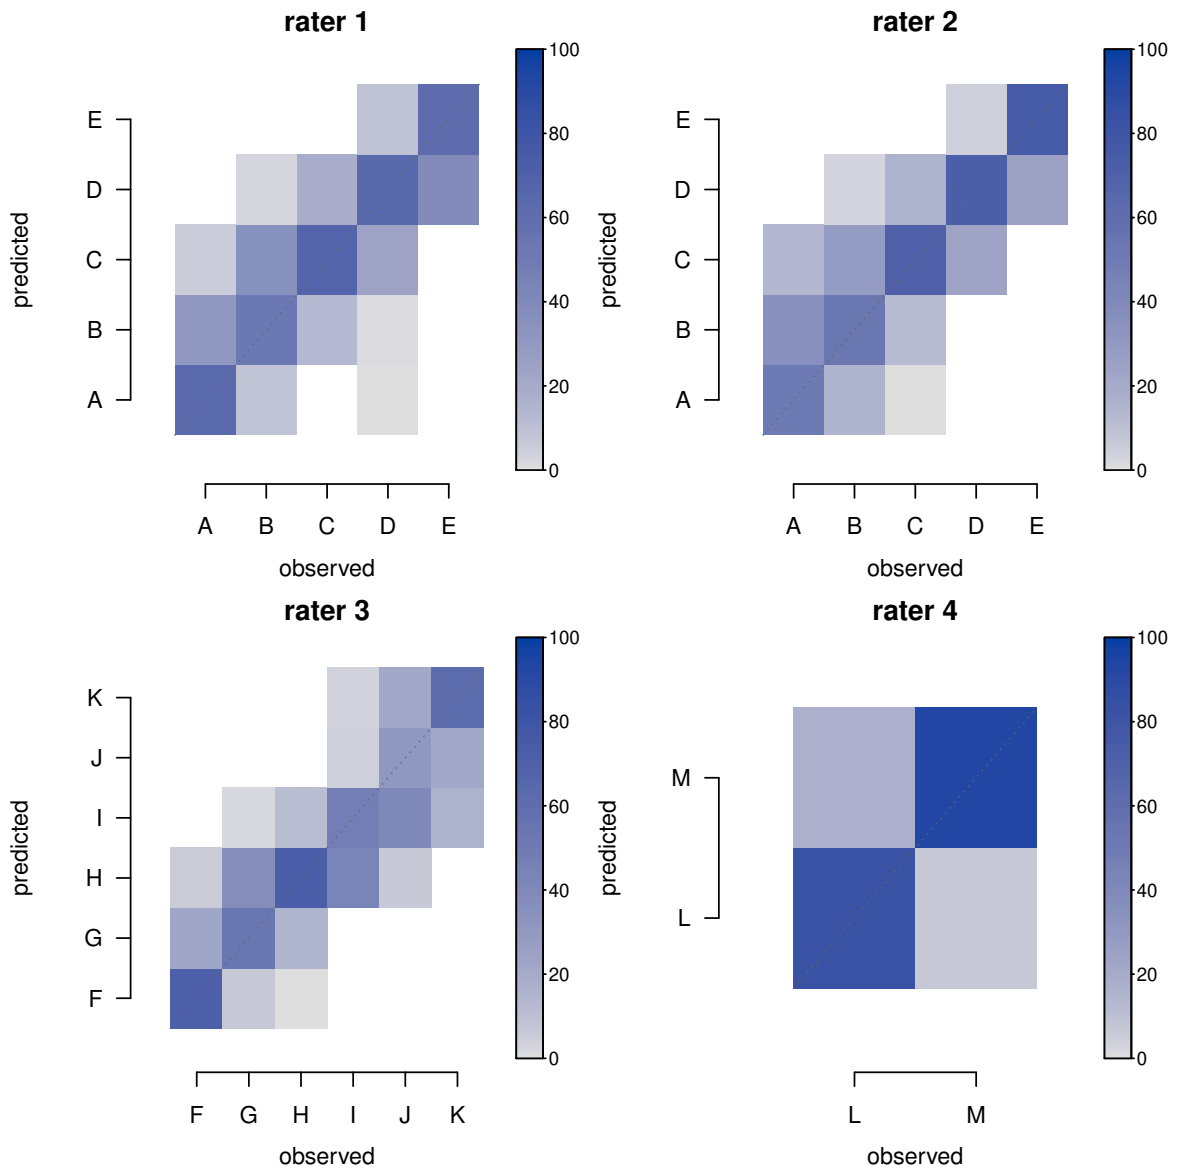 rater 1
predicted
E
D
C
B
A
100
80
60
40
20
0
A B C D E
observed
rater 2
predicted
E
D
C
B
A
100
80
60
40
20
0
A B C D E
observed
rater 3
predicted
K
J
I
H
G
F
100
80
60
40
20
0
F G H I J K
observed
rater 4
predicted
M
L
100
80
60
40
20
0
L M
observed